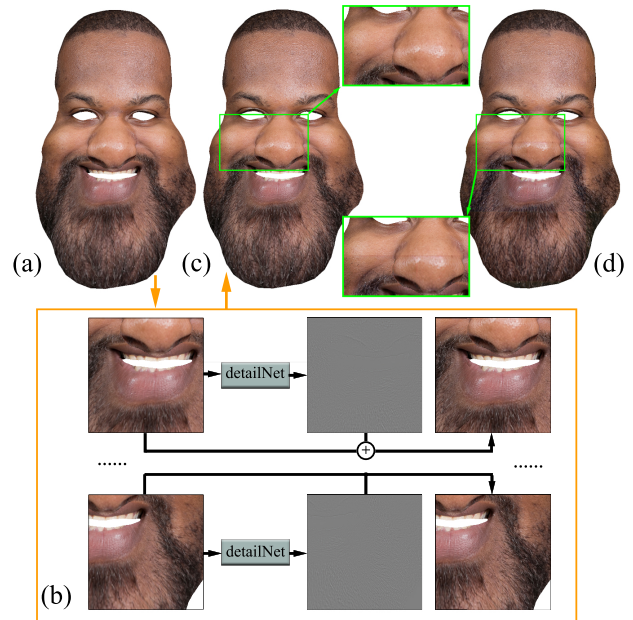 (a)
(c)
(d)
detailNet
+
......
......
detailNet
(b)